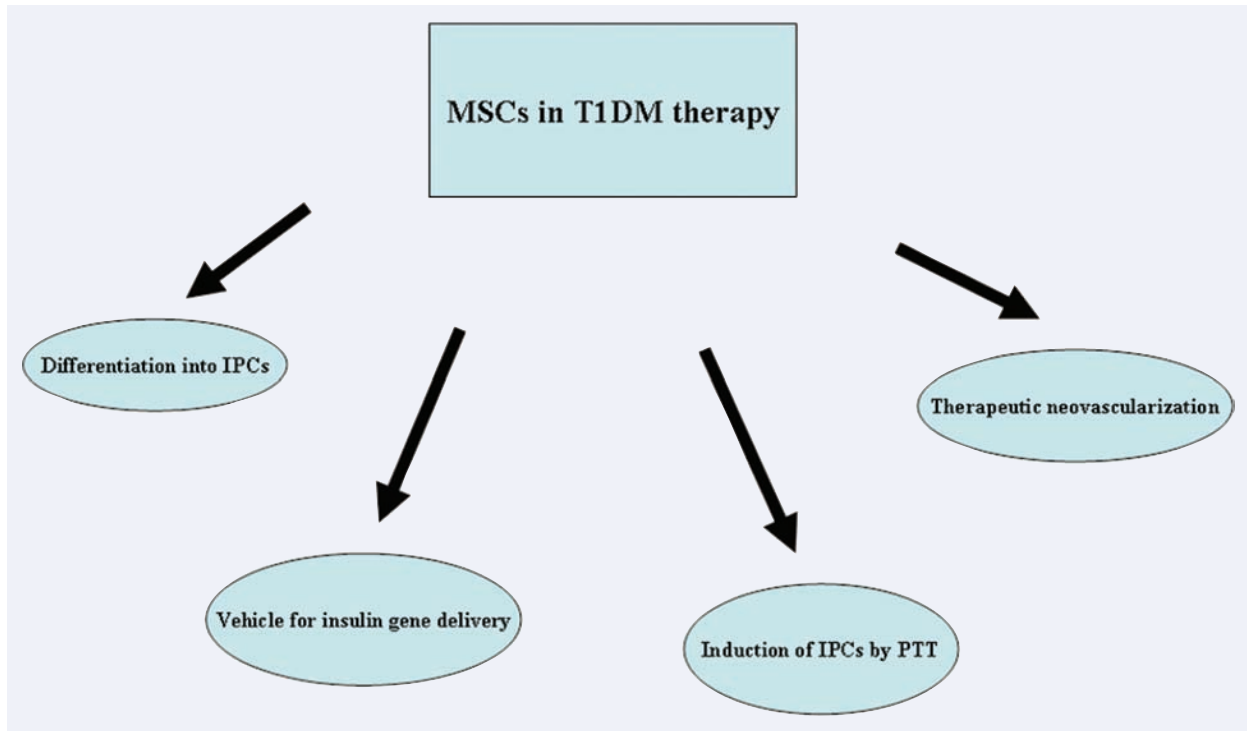 MSCs in T1DM therapy
Differentiation into IPCs
Therapeutic neovascularization
Vehicle for insulin gene delivery
Induction of IPCs by PTT